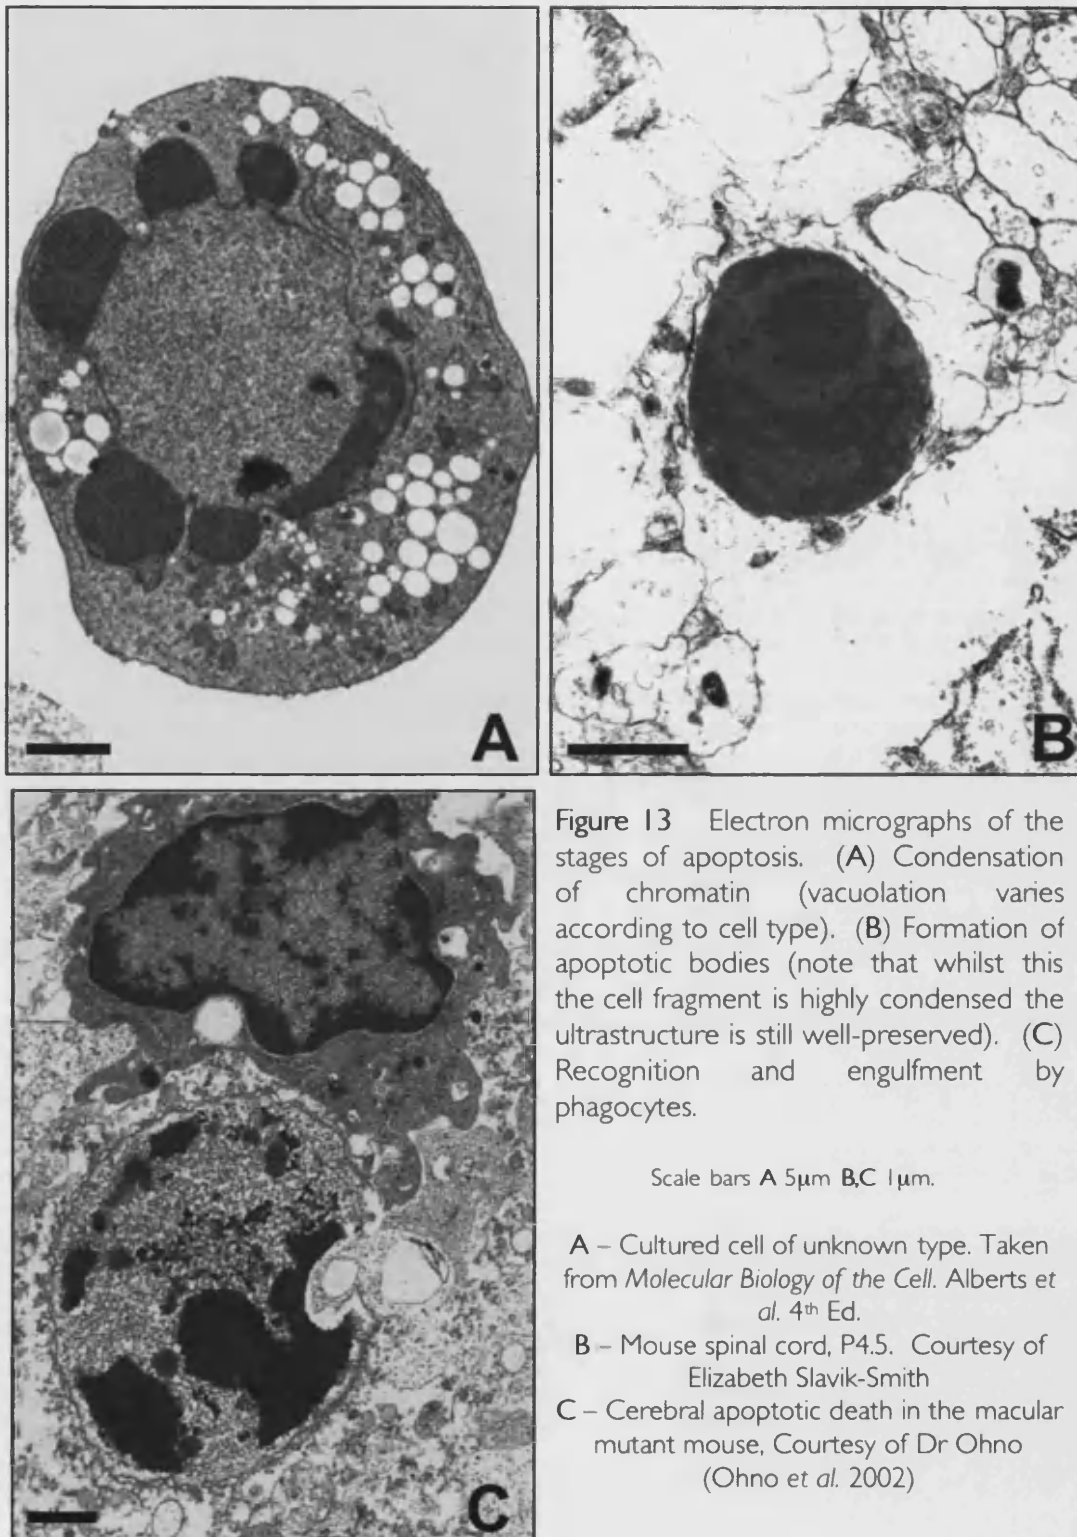 A
B
C
Figure 13 Electron micrographs of the
stages of apoptosis. (A) Condensation
of chromatin (vacuolation varies
according to cell type). (B) Formation of
apoptotic bodies (note that whilst this
the cell fragment is highly condensed the
ultrastructure is still well-preserved). (C)
Recognition and engulfment by
phagocytes.
Scale bars A 5µm B,C 1µm.
A – Cultured cell of unknown type. Taken
from Molecular Biology of the Cell. Alberts et
al. 4th Ed.
B – Mouse spinal cord, P4.5. Courtesy of
Elizabeth Slavik-Smith
C – Cerebral apoptotic death in the macular
mutant mouse, Courtesy of Dr Ohno
(Ohno et al. 2002)